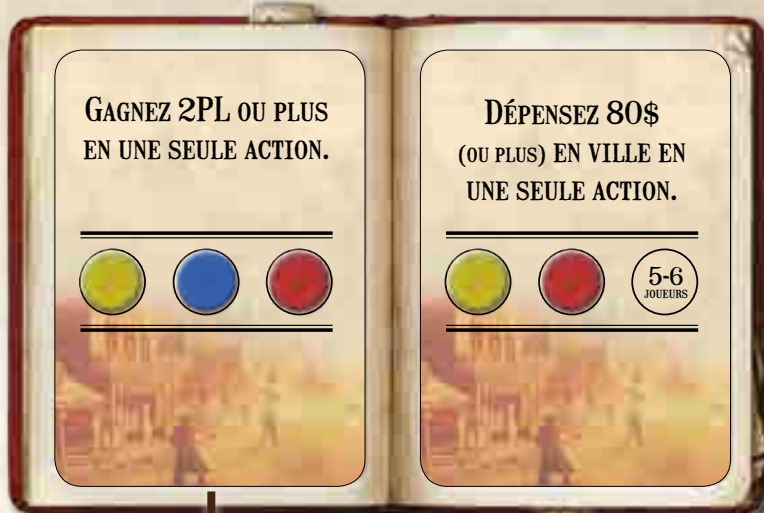 GAGNEZ 2PL OU PLUS
EN UNE SEULE ACTION.
DÉPENSEZ 80$
(OU PLUS) EN VILLE EN
UNE SEULE ACTION.
5-6
JOUEURS